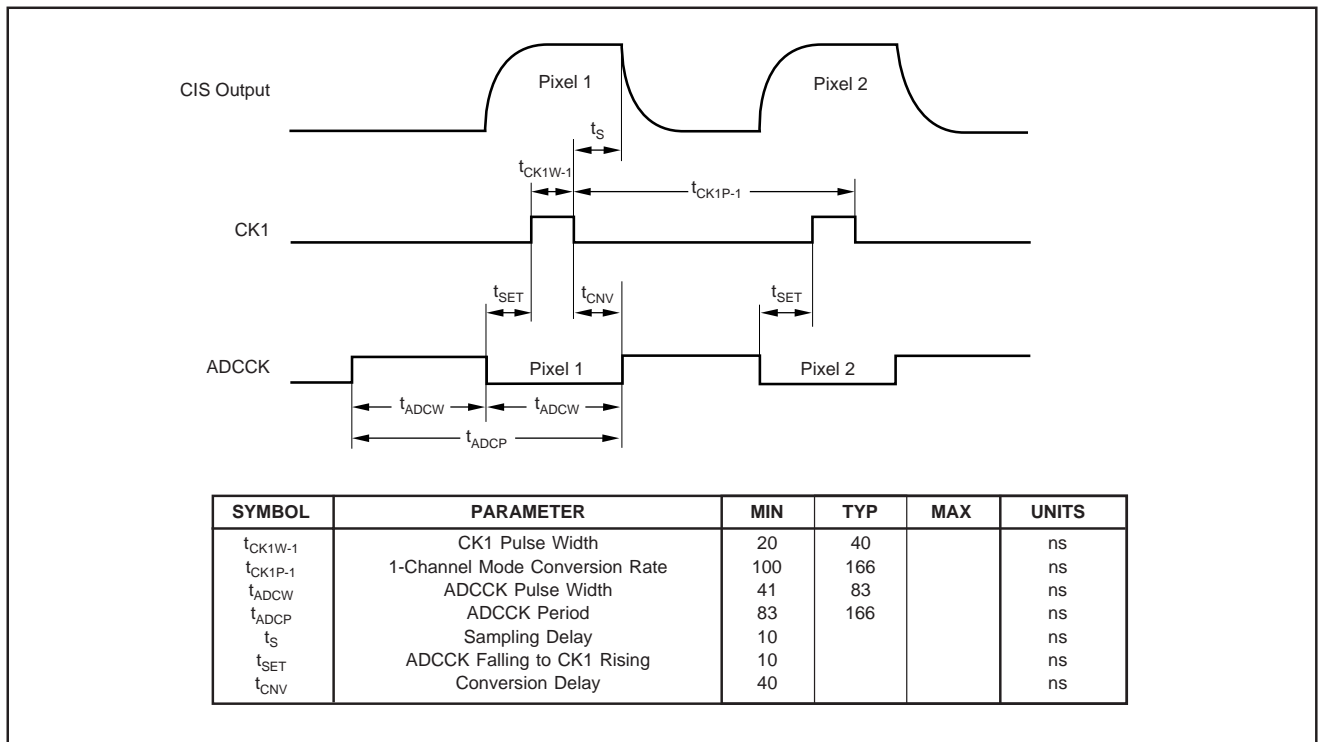 CIS Output
Pixel 1
Pixel 2
tS
tCK1W-1
tCK1P-1
CK1
tSET
tCNV
tSET
ADCCK
Pixel 1
Pixel 2
tADCW
tADCW
tADCP
SYMBOL PARAMETER MIN TYP MAX UNITS
tCK1W-1 CK1 Pulse Width 20 40 ns
tCK1P-1 1-Channel Mode Conversion Rate 100 166 ns
tADCW ADCCK Pulse Width 41 83 ns
tADCP ADCCK Period 83 166 ns
tS Sampling Delay 10 ns
tSET ADCCK Falling to CK1 Rising 10 ns
tCNV Conversion Delay 40 ns